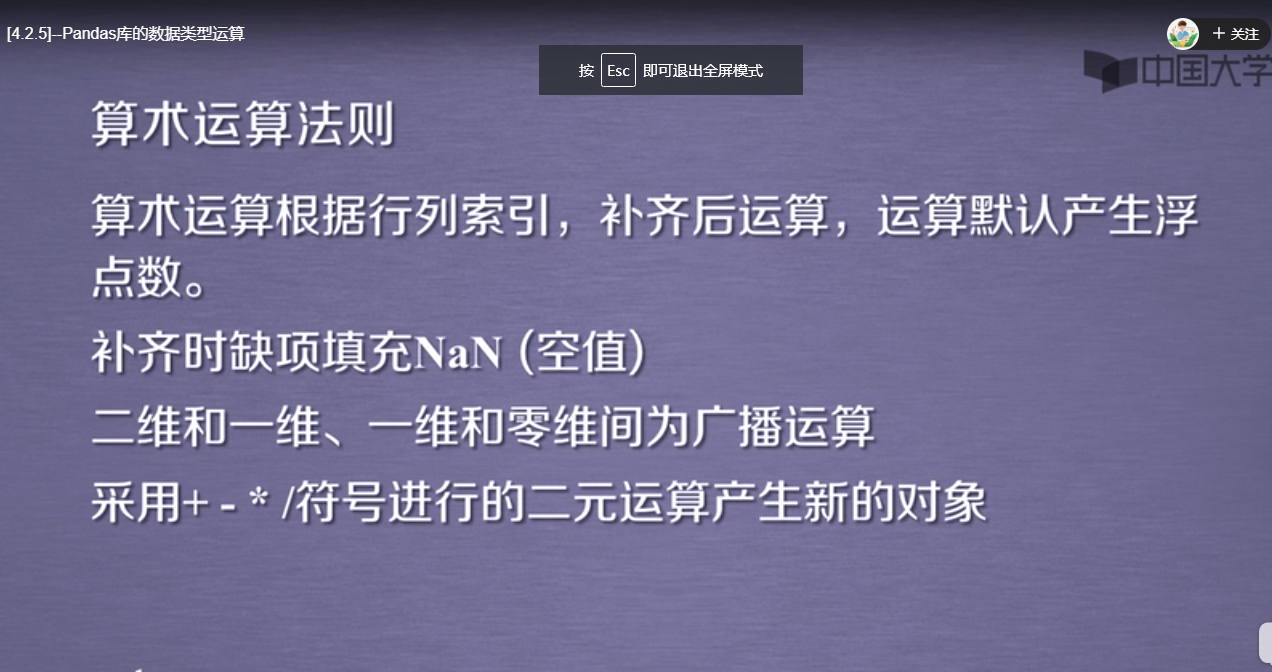 [4.2.5]--Pandas库的数据类型运算
+ 关注
按 Esc 即可退出全屏模式
中国大学
算术运算法则
算术运算根据行列索引，补齐后运算，运算默认产生浮
点数。
补齐时缺项填充NaN (空值)
二维和一维、一维和零维间为广播运算
采用+ - * /符号进行的二元运算产生新的对象